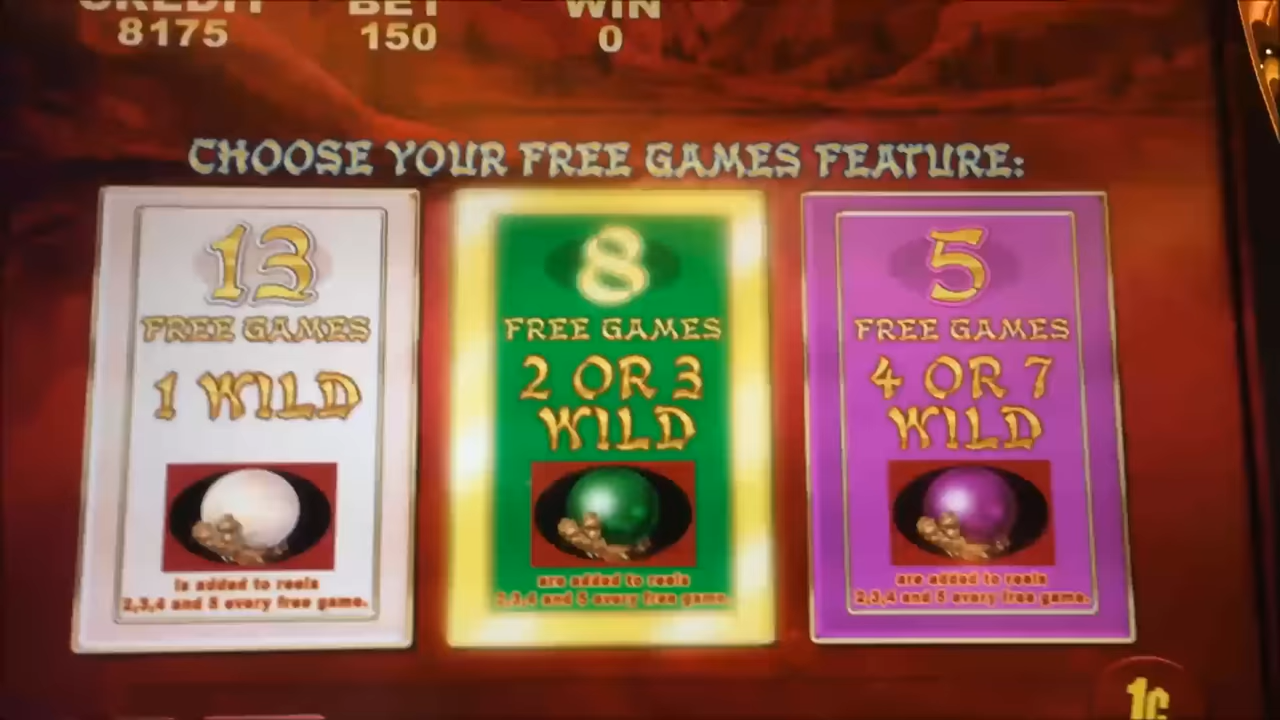 CREDIT BET WIN
8175 150 0
CHOOSE YOUR FREE GAMES FEATURE:
13
FREE GAMES
1 WILD
is added to reels
2,3,4 and 5 every free game.
8
FREE GAMES
2 OR 3
WILD
are added to reels
2,3,4 and 5 every free game.
5
FREE GAMES
4 OR 7
WILD
are added to reels
2,3,4 and 5 every free game.
1¢